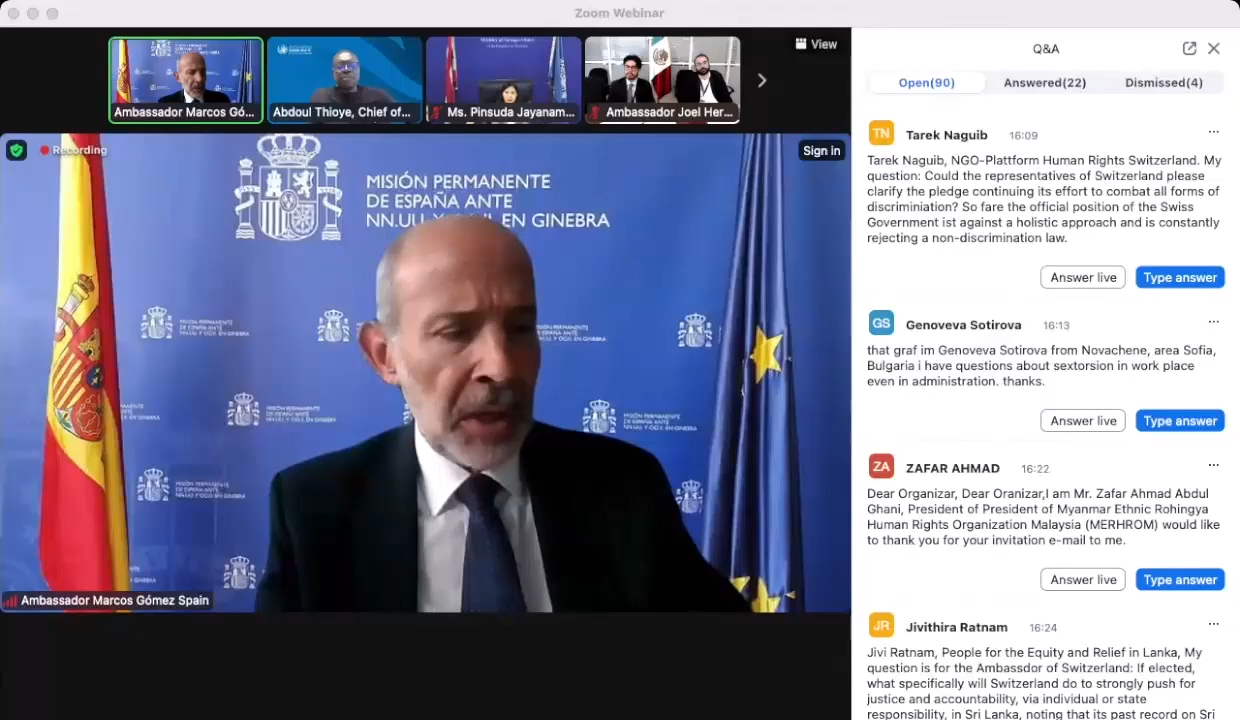 Zoom Webinar
View
Ambassador Marcos Gó...
Abdoul Thioye, Chief of...
Ms. Pinsuda Jayanam...
Ambassador Joel Her...
Recording
Sign in
MISIÓN PERMANENTE
DE ESPAÑA ANTE
NN.UU. Y O.I. EN GINEBRA
Ambassador Marcos Gómez Spain
Q&A
Open(90)
Answered(22)
Dismissed(4)
TN
Tarek Naguib 16:09
Tarek Naguib, NGO-Plattform Human Rights Switzerland. My
question: Could the representatives of Switzerland please
clarify the pledge continuing its effort to combat all forms of
discriminiation? So fare the official position of the Swiss
Government ist against a holistic approach and is constantly
rejecting a non-discrimination law.
Answer live
Type answer
GS
Genoveva Sotirova 16:13
that graf im Genoveva Sotirova from Novachene, area Sofia,
Bulgaria i have questions about sextorsion in work place
even in administration. thanks.
Answer live
Type answer
ZA
ZAFAR AHMAD 16:22
Dear Organizar, Dear Oranizar,I am Mr. Zafar Ahmad Abdul
Ghani, President of President of Myanmar Ethnic Rohingya
Human Rights Organization Malaysia (MERHROM) would like
to thank you for your invitation e-mail to me.
Answer live
Type answer
JR
Jivithira Ratnam 16:24
Jivi Ratnam, People for the Equity and Relief in Lanka, My
question is for the Ambassdor of Switzerland: If elected,
what specifically will Switzerland do to strongly push for
justice and accountability, via individual or state
responsibility, in Sri Lanka, noting that its past record on Sri